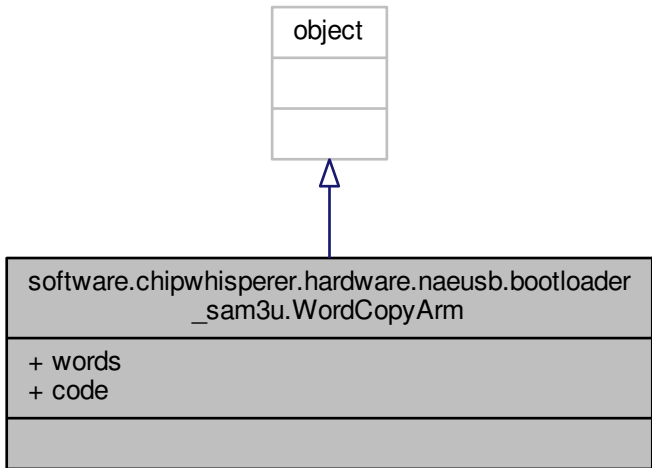 object
software.chipwhisperer.hardware.naeusb.bootloader
_sam3u.WordCopyArm
+ words
+ code